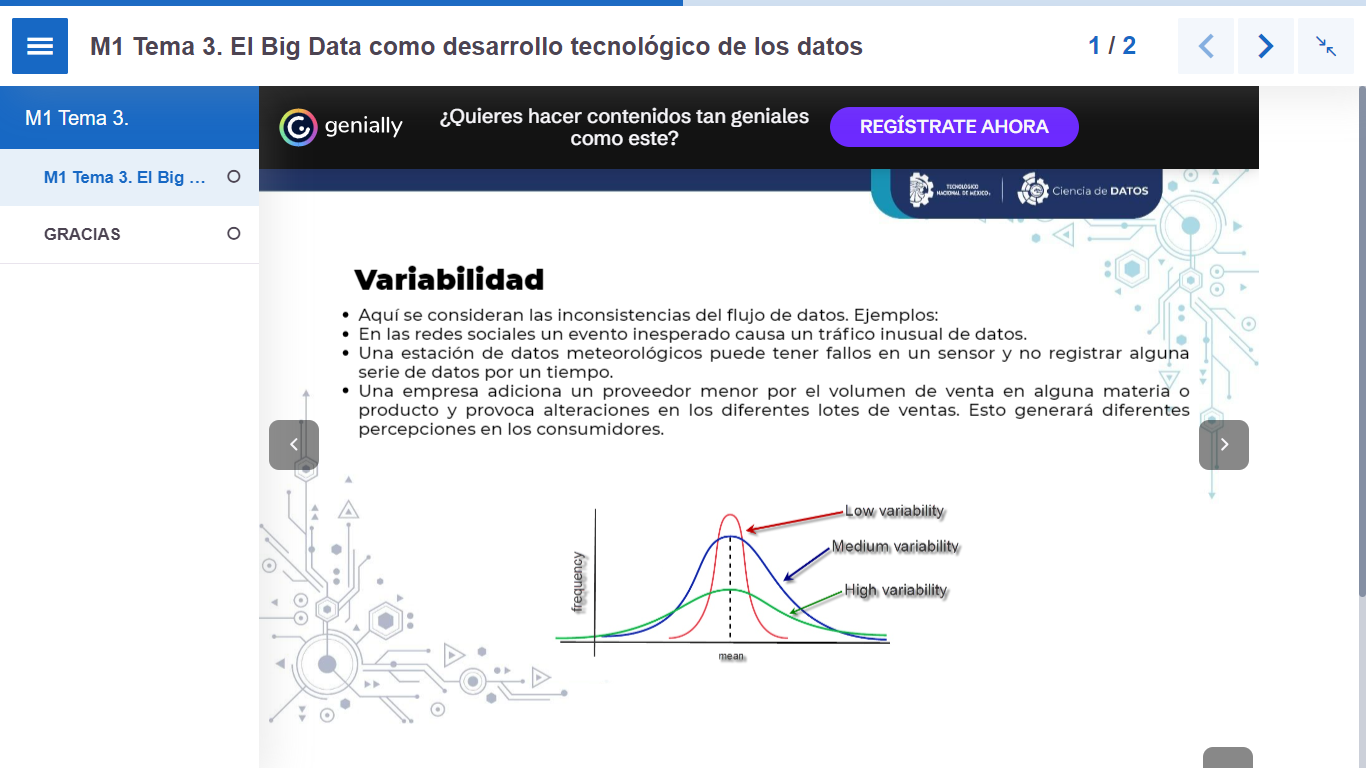 M1 Tema 3. El Big Data como desarrollo tecnológico de los datos
1 / 2
M1 Tema 3.
M1 Tema 3. El Big ...
GRACIAS
genially
¿Quieres hacer contenidos tan geniales
como este?
REGÍSTRATE AHORA
TECNOLÓGICO
NACIONAL DE MÉXICO
Ciencia de DATOS
Variabilidad
• Aquí se consideran las inconsistencias del flujo de datos. Ejemplos:
• En las redes sociales un evento inesperado causa un tráfico inusual de datos.
• Una estación de datos meteorológicos puede tener fallos en un sensor y no registrar alguna
serie de datos por un tiempo.
• Una empresa adiciona un proveedor menor por el volumen de venta en alguna materia o
producto y provoca alteraciones en los diferentes lotes de ventas. Esto generará diferentes
percepciones en los consumidores.
Low variability
Medium variability
High variability
frequency
mean